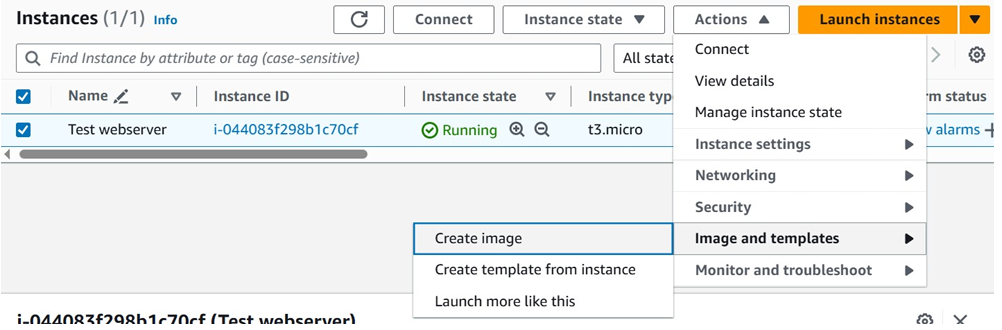 Instances (1/1) Info
Connect
Instance state
Actions
Launch instances
Find Instance by attribute or tag (case-sensitive)
All state
Name
Instance ID
Instance state
Instance type
rm status
Test webserver
i-044083f298b1c70cf
Running
t3.micro
w alarms
Connect
View details
Manage instance state
Instance settings
Networking
Security
Image and templates
Monitor and troubleshoot
Create image
Create template from instance
Launch more like this
i-044083f298b1c70cf (Test webserver)